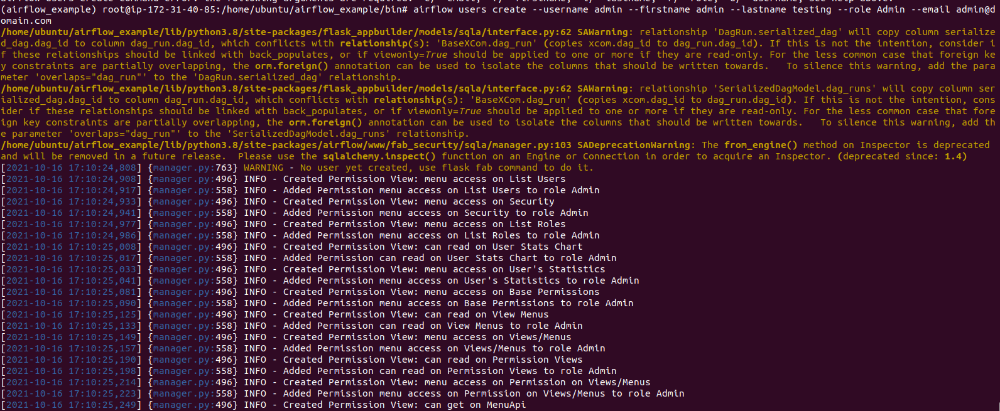 airflow users create command error: the following arguments are required: -e/--email, -f/--firstname, -l/--lastname, -r/--role, -u/--username, see help above.
(airflow_example) root@ip-172-31-40-85:/home/ubuntu/airflow_example/bin# airflow users create --username admin --firstname admin --lastname testing --role Admin --email admin@d
omain.com
/home/ubuntu/airflow_example/lib/python3.8/site-packages/flask_appbuilder/models/sqla/interface.py:62 SAWarning: relationship 'DagRun.serialized_dag' will copy column serialize
d_dag.dag_id to column dag_run.dag_id, which conflicts with relationship(s): 'BaseXCom.dag_run' (copies xcom.dag_id to dag_run.dag_id). If this is not the intention, consider i
f these relationships should be linked with back_populates, or if viewonly=True should be applied to one or more if they are read-only. For the less common case that foreign ke
y constraints are partially overlapping, the orm.foreign() annotation can be used to isolate the columns that should be written towards.   To silence this warning, add the para
meter 'overlaps="dag_run"' to the 'DagRun.serialized_dag' relationship.
/home/ubuntu/airflow_example/lib/python3.8/site-packages/flask_appbuilder/models/sqla/interface.py:62 SAWarning: relationship 'SerializedDagModel.dag_runs' will copy column ser
ialized_dag.dag_id to column dag_run.dag_id, which conflicts with relationship(s): 'BaseXCom.dag_run' (copies xcom.dag_id to dag_run.dag_id). If this is not the intention, cons
ider if these relationships should be linked with back_populates, or if viewonly=True should be applied to one or more if they are read-only. For the less common case that fore
ign key constraints are partially overlapping, the orm.foreign() annotation can be used to isolate the columns that should be written towards.   To silence this warning, add th
e parameter 'overlaps="dag_run"' to the 'SerializedDagModel.dag_runs' relationship.
/home/ubuntu/airflow_example/lib/python3.8/site-packages/airflow/www/fab_security/sqla/manager.py:103 SADeprecationWarning: The from_engine() method on Inspector is deprecated
and will be removed in a future release.  Please use the sqlalchemy.inspect() function on an Engine or Connection in order to acquire an Inspector. (deprecated since: 1.4)
[2021-10-16 17:10:24,808] {manager.py:763} WARNING - No user yet created, use flask fab command to do it.
[2021-10-16 17:10:24,908] {manager.py:496} INFO - Created Permission View: menu access on List Users
[2021-10-16 17:10:24,917] {manager.py:558} INFO - Added Permission menu access on List Users to role Admin
[2021-10-16 17:10:24,933] {manager.py:496} INFO - Created Permission View: menu access on Security
[2021-10-16 17:10:24,941] {manager.py:558} INFO - Added Permission menu access on Security to role Admin
[2021-10-16 17:10:24,977] {manager.py:496} INFO - Created Permission View: menu access on List Roles
[2021-10-16 17:10:24,986] {manager.py:558} INFO - Added Permission menu access on List Roles to role Admin
[2021-10-16 17:10:25,008] {manager.py:496} INFO - Created Permission View: can read on User Stats Chart
[2021-10-16 17:10:25,017] {manager.py:558} INFO - Added Permission can read on User Stats Chart to role Admin
[2021-10-16 17:10:25,033] {manager.py:496} INFO - Created Permission View: menu access on User's Statistics
[2021-10-16 17:10:25,041] {manager.py:558} INFO - Added Permission menu access on User's Statistics to role Admin
[2021-10-16 17:10:25,081] {manager.py:496} INFO - Created Permission View: menu access on Base Permissions
[2021-10-16 17:10:25,090] {manager.py:558} INFO - Added Permission menu access on Base Permissions to role Admin
[2021-10-16 17:10:25,125] {manager.py:496} INFO - Created Permission View: can read on View Menus
[2021-10-16 17:10:25,133] {manager.py:558} INFO - Added Permission can read on View Menus to role Admin
[2021-10-16 17:10:25,149] {manager.py:496} INFO - Created Permission View: menu access on Views/Menus
[2021-10-16 17:10:25,157] {manager.py:558} INFO - Added Permission menu access on Views/Menus to role Admin
[2021-10-16 17:10:25,190] {manager.py:496} INFO - Created Permission View: can read on Permission Views
[2021-10-16 17:10:25,198] {manager.py:558} INFO - Added Permission can read on Permission Views to role Admin
[2021-10-16 17:10:25,214] {manager.py:496} INFO - Created Permission View: menu access on Permission on Views/Menus
[2021-10-16 17:10:25,223] {manager.py:558} INFO - Added Permission menu access on Permission on Views/Menus to role Admin
[2021-10-16 17:10:25,249] {manager.py:496} INFO - Created Permission View: can get on MenuApi